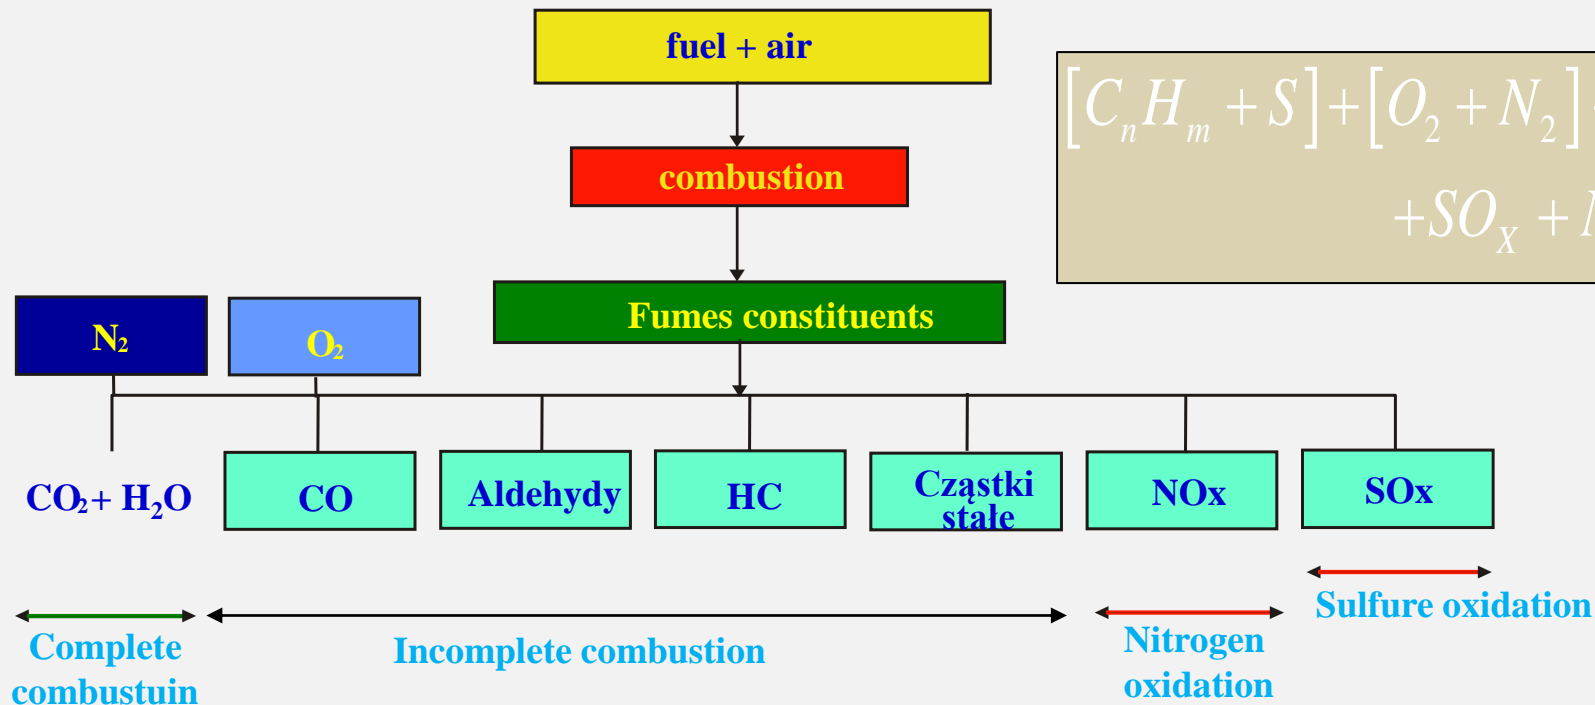 fuel + air
[CₙHₘ + S] + [O₂ + N₂]
+SOₓ + N
combustion
Fumes constituents
N₂
O₂
CO₂ + H₂O
CO
Aldehydy
HC
Cząstki
stałe
NOx
SOx
Complete
combustuin
Incomplete combustion
Nitrogen
oxidation
Sulfure oxidation